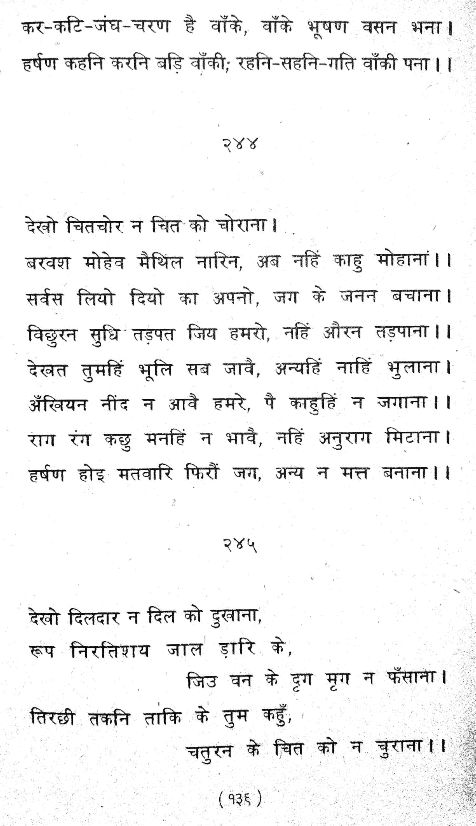 कर-कटि-जंघ-चरण है वाँके, वाँके भूषण वसन भना।
हर्षण कहनि करनि बड़ि वाँकी; रहनि-सहनि-गति वाँकी पना।।
२४४
देखो चितचोर न चित को चोराना।
बरवश मोहेव मैथिल नारिन, अब नहिं काहु मोहानां।।
सर्वस लियो दियो का अपनो, जग के जनन बचाना।
विछुरन सुधि तड़पत जिय हमरो, नहिं औरन तड़पाना।।
देखत तुमहिं भूलि सब जावै, अन्यहिं नाहिं भुलाना।
अँखियन नींद न आवै हमरे, पै काहुहिं न जगाना।।
राग रंग कछु मनहिं न भावै, नहिं अनुराग मिटाना।
हर्षण होइ मतवारि फिरौं जग, अन्य न मत्त बनाना।।
२४५
देखो दिलदार न दिल को दुखाना,
रूप निरतिशय जाल डारि के,
जिउ वन के दृग मृग न फँसाना।
तिरछी तकनि ताकि के तुम कहुँ,
चतुरन के चित को न चुराना।।
(१३६)